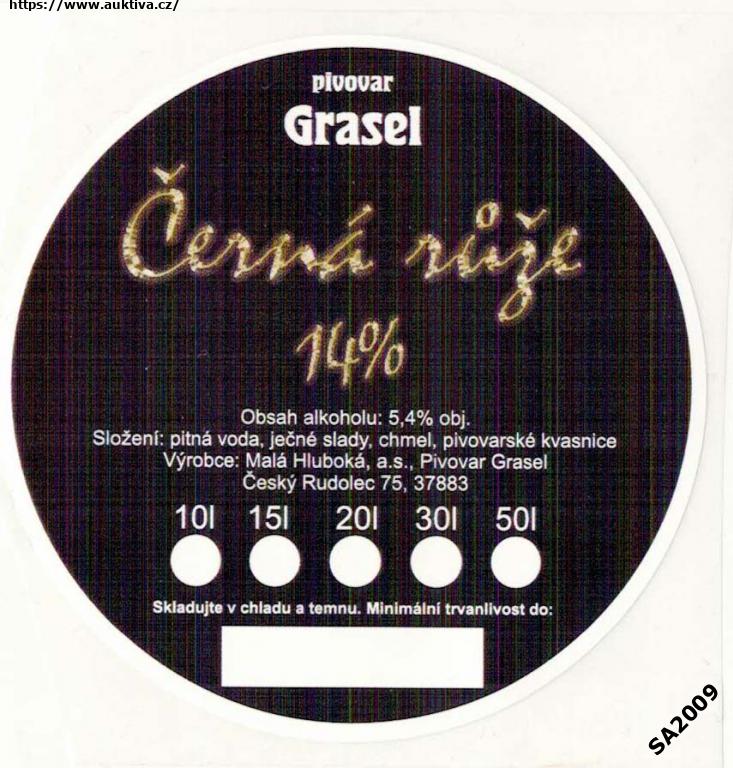 https://www.auktiva.cz/
pivovar
Grasel
Černá růže
14%
Obsah alkoholu: 5,4% obj.
Složení: pitná voda, ječné slady, chmel, pivovarské kvasnice
Výrobce: Malá Hluboká, a.s., Pivovar Grasel
Český Rudolec 75, 37883
10l 15l 20l 30l 50l
Skladujte v chladu a temnu. Minimální trvanlivost do:
SA2009